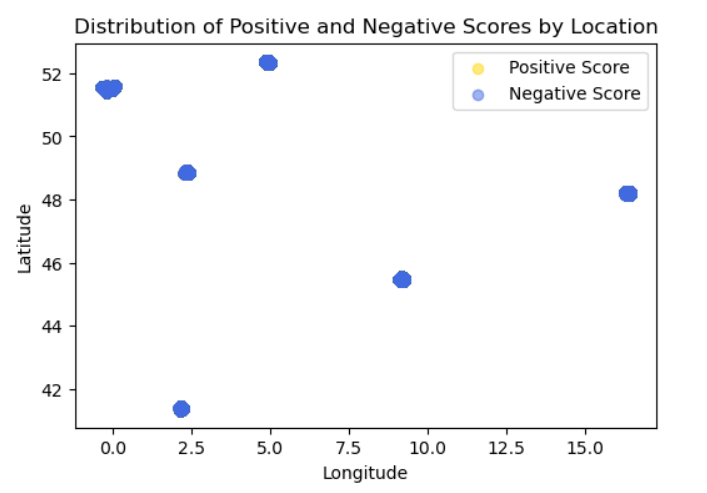 Distribution of Positive and Negative Scores by Location
Positive Score
Negative Score
52
50
48
46
44
42
Latitude
0.0 2.5 5.0 7.5 10.0 12.5 15.0
Longitude